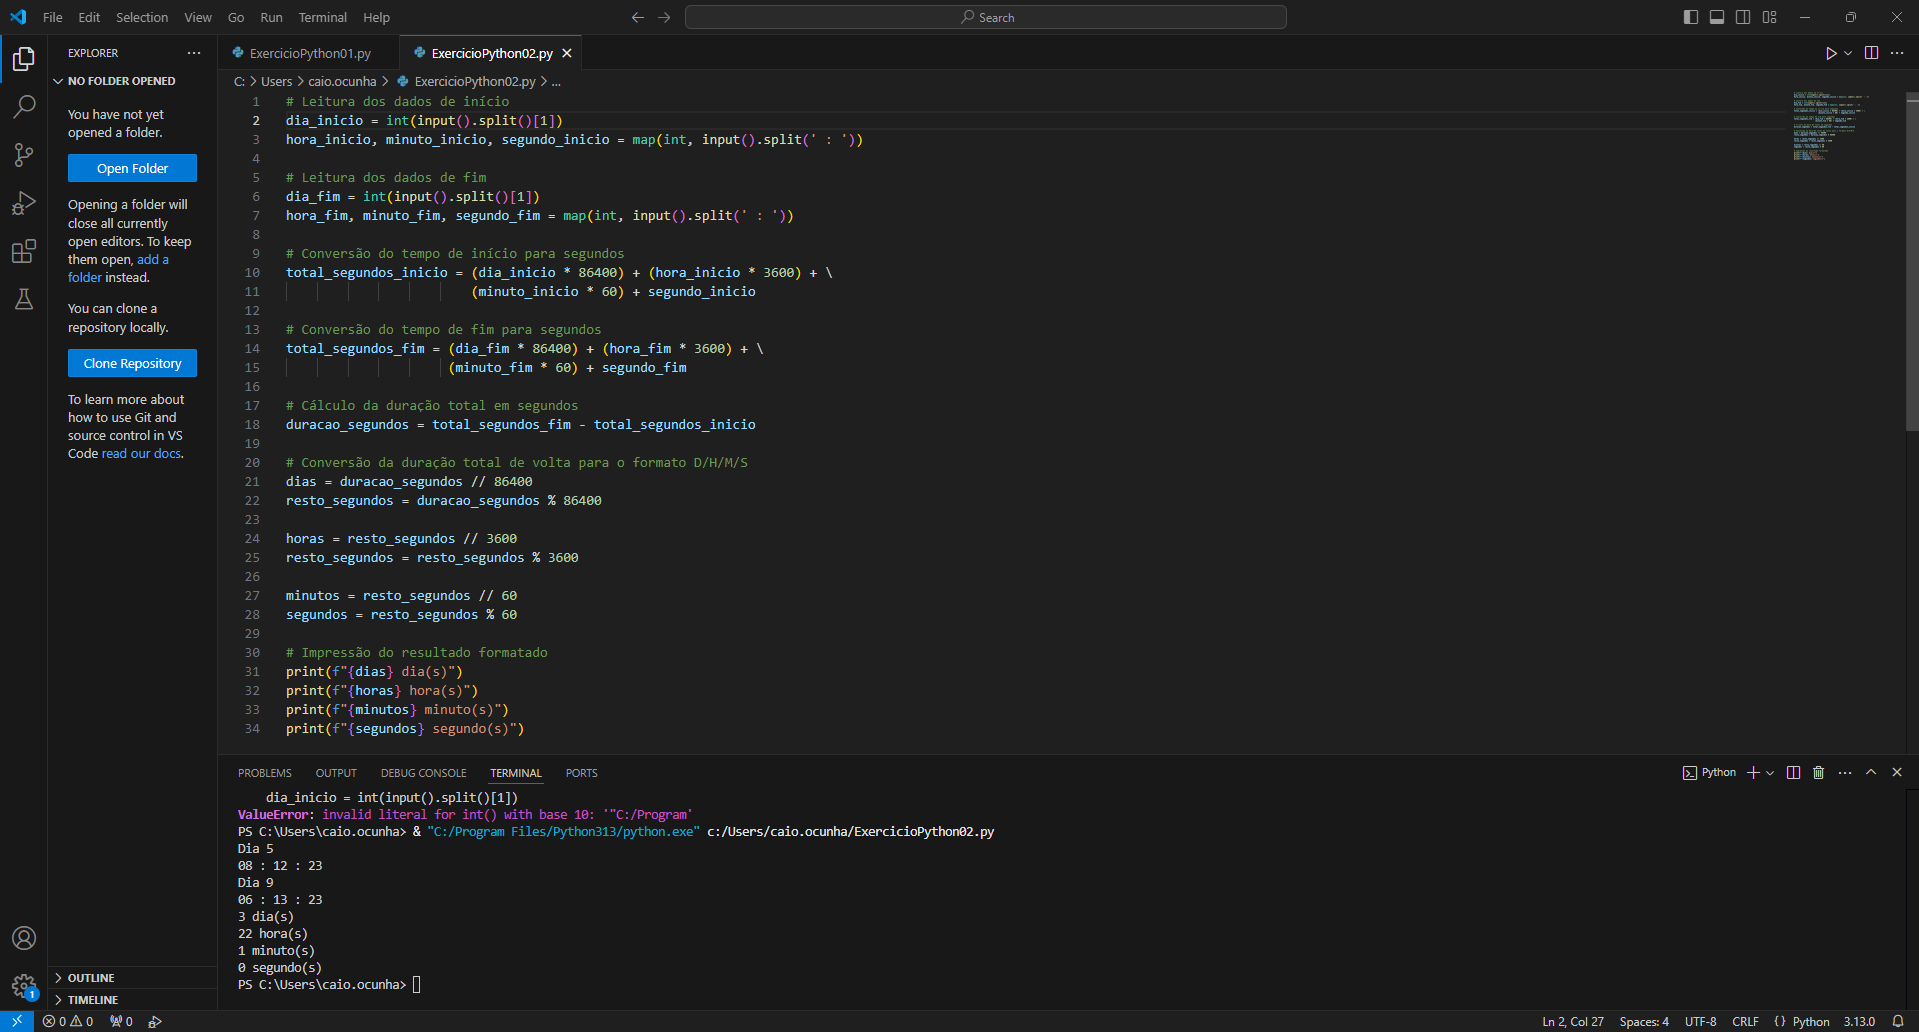 File Edit Selection View Go Run Terminal Help
Search
EXPLORER
NO FOLDER OPENED
You have not yet
opened a folder.
Open Folder
Opening a folder will
close all currently
open editors. To keep
them open, add a
folder instead.
You can clone a
repository locally.
Clone Repository
To learn more about
how to use Git and
source control in VS
Code read our docs.
OUTLINE
TIMELINE
ExercicioPython01.py
ExercicioPython02.py
C: > Users > caio.ocunha > ExercicioPython02.py > ...
1 # Leitura dos dados de início
2 dia_inicio = int(input().split()[1])
3 hora_inicio, minuto_inicio, segundo_inicio = map(int, input().split(' : '))
4
5 # Leitura dos dados de fim
6 dia_fim = int(input().split()[1])
7 hora_fim, minuto_fim, segundo_fim = map(int, input().split(' : '))
8
9 # Conversão do tempo de início para segundos
10 total_segundos_inicio = (dia_inicio * 86400) + (hora_inicio * 3600) + \
11 (minuto_inicio * 60) + segundo_inicio
12
13 # Conversão do tempo de fim para segundos
14 total_segundos_fim = (dia_fim * 86400) + (hora_fim * 3600) + \
15 (minuto_fim * 60) + segundo_fim
16
17 # Cálculo da duração total em segundos
18 duracao_segundos = total_segundos_fim - total_segundos_inicio
19
20 # Conversão da duração total de volta para o formato D/H/M/S
21 dias = duracao_segundos // 86400
22 resto_segundos = duracao_segundos % 86400
23
24 horas = resto_segundos // 3600
25 resto_segundos = resto_segundos % 3600
26
27 minutos = resto_segundos // 60
28 segundos = resto_segundos % 60
29
30 # Impressão do resultado formatado
31 print(f"{dias} dia(s)")
32 print(f"{horas} hora(s)")
33 print(f"{minutos} minuto(s)")
34 print(f"{segundos} segundo(s)")
PROBLEMS OUTPUT DEBUG CONSOLE TERMINAL PORTS
Python
dia_inicio = int(input().split()[1])
ValueError: invalid literal for int() with base 10: '"C:/Program'
PS C:\Users\caio.ocunha> & "C:/Program Files/Python313/python.exe" c:/Users/caio.ocunha/ExercicioPython02.py
Dia 5
08 : 12 : 23
Dia 9
06 : 13 : 23
3 dia(s)
22 hora(s)
1 minuto(s)
0 segundo(s)
PS C:\Users\caio.ocunha>
1
0 0 0
Ln 2, Col 27 Spaces: 4 UTF-8 CRLF {} Python 3.13.0